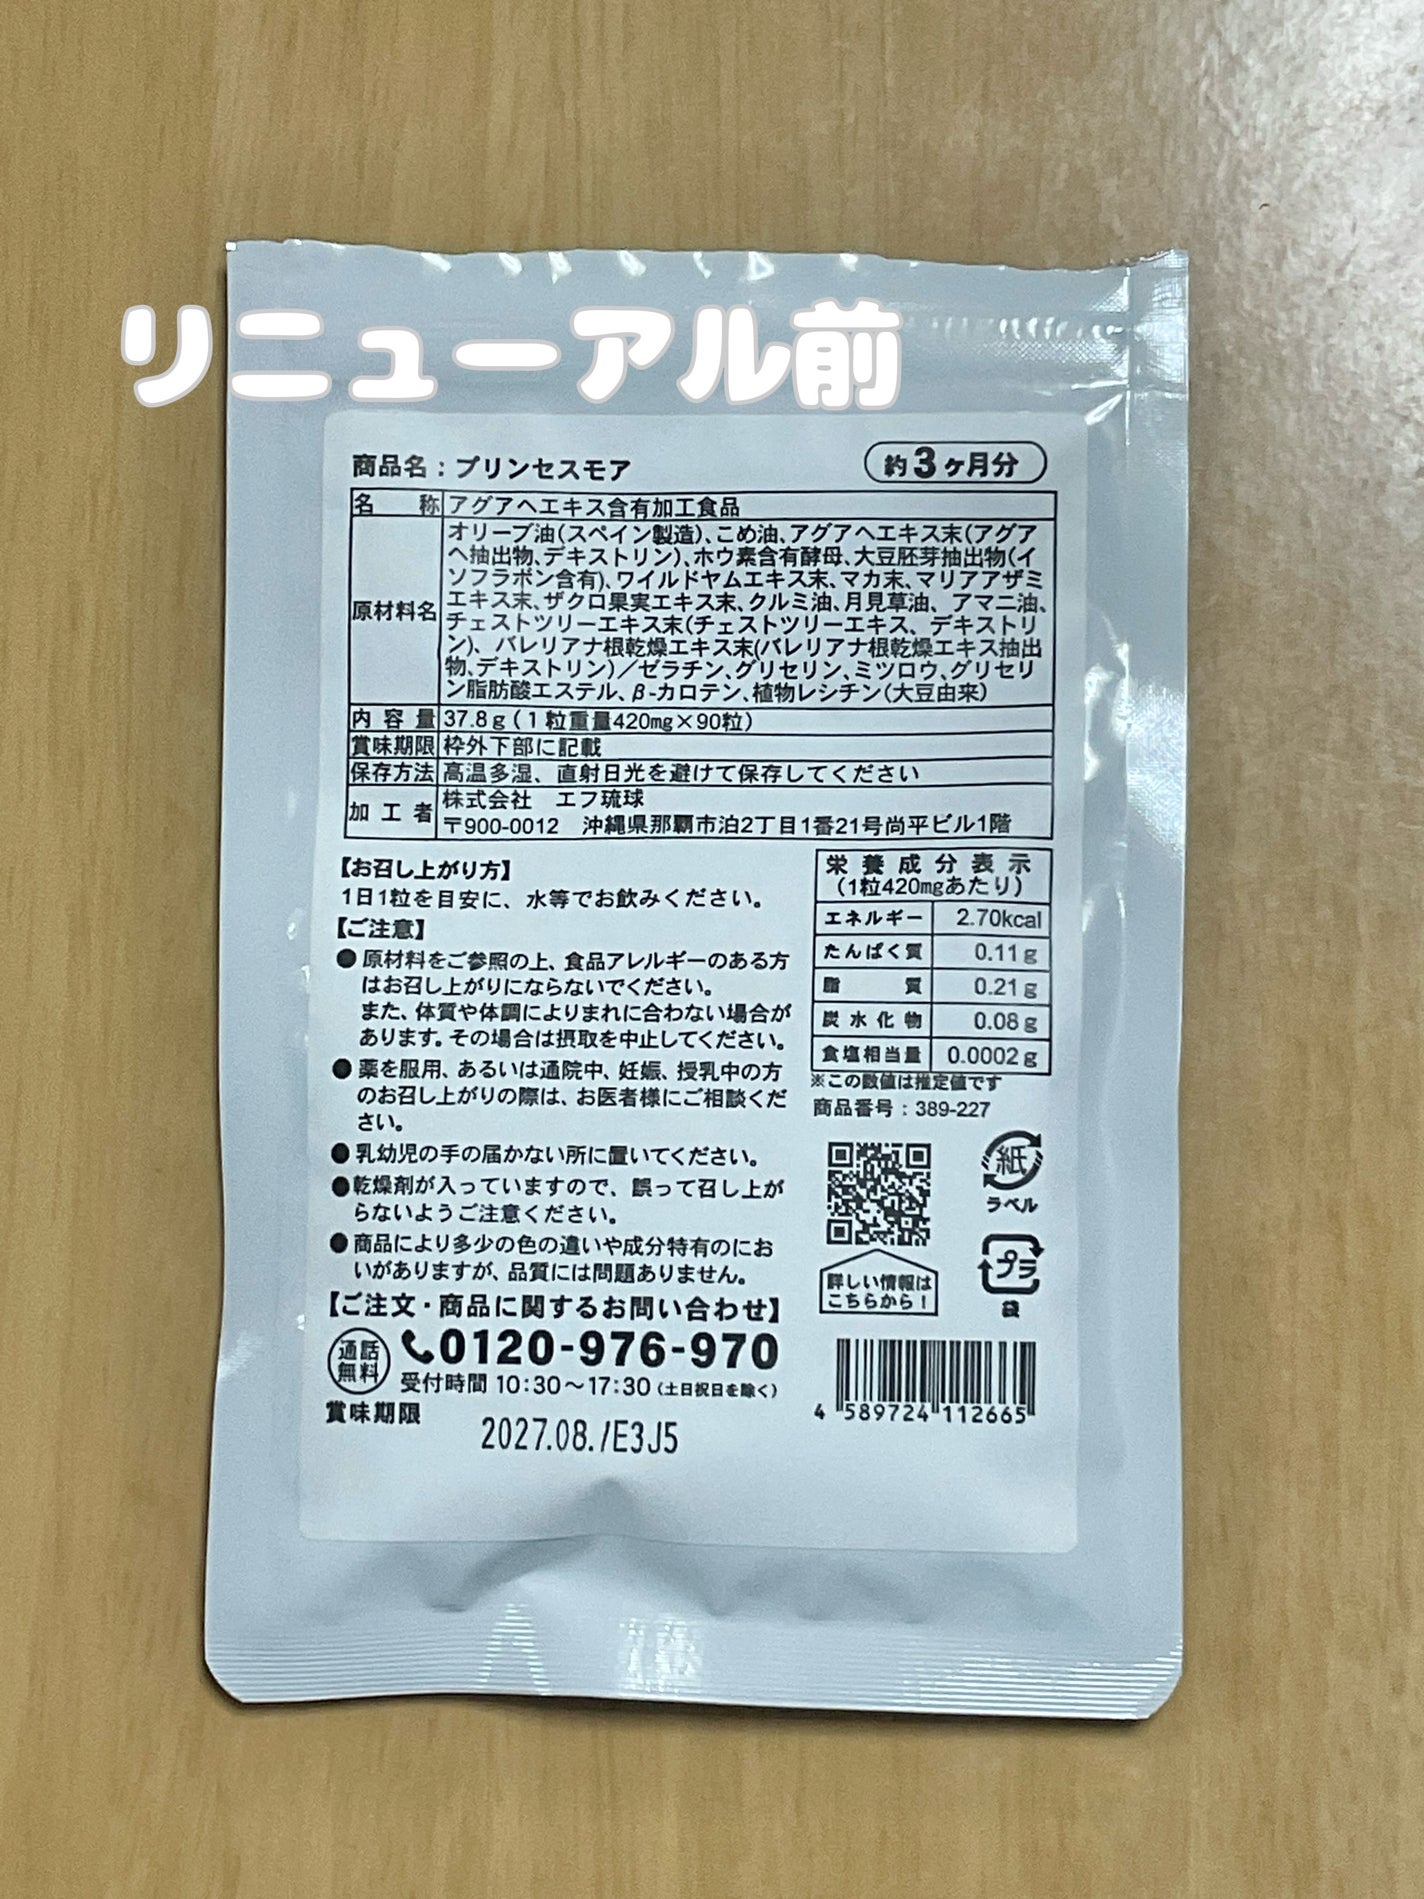 リニューアル前
商品名：プリンセスモア
約3ヶ月分
名称 アグアヘエキス含有加工食品
原材料名
オリーブ油(スペイン製造)、こめ油、アグアヘエキス末(アグア
ヘ抽出物、デキストリン)、ホウ素含有酵母、大豆胚芽抽出物(イ
ソフラボン含有)、ワイルドヤムエキス末、マカ末、マリアアザミ
エキス末、ザクロ果実エキス末、クルミ油、月見草油、 アマニ油、
チェストツリーエキス末(チェストツリーエキス、デキストリ
ン)、バレリアナ根乾燥エキス末(バレリアナ根乾燥エキス抽出
物、デキストリン)／ゼラチン、グリセリン、ミツロウ、グリセリ
ン脂肪酸エステル、β-カロテン、植物レシチン(大豆由来)
内容量 37.8g(1粒重量420mg×90粒)
賞味期限 枠外下部に記載
保存方法 高温多湿、直射日光を避けて保存してください
加工者
株式会社　エフ琉球
〒900-0012　沖縄県那覇市泊2丁目1番21号尚平ビル1階
【お召し上がり方】
1日1粒を目安に、水等でお飲みください。
【ご注意】
●原材料をご参照の上、食品アレルギーのある方
はお召し上がりにならないでください。
また、体質や体調によりまれに合わない場合が
あります。その場合は摂取を中止してください。
●薬を服用、あるいは通院中、妊娠、授乳中の方
のお召し上がりの際は、お医者様にご相談くだ
さい。
●乳幼児の手の届かない所に置いてください。
●乾燥剤が入っていますので、誤って召し上が
らないようご注意ください。
●商品により多少の色の違いや成分特有のにお
いがありますが、品質には問題ありません。
【ご注文・商品に関するお問い合わせ】
通話無料
0120-976-970
受付時間 10:30～17:30(土日祝日を除く)
賞味期限
2027.08./E3J5
栄養成分表示
(1粒420mgあたり)
エネルギー 2.70kcal
たんぱく質 0.11g
脂質 0.21g
炭水化物 0.08g
食塩相当量 0.0002g
※この数値は推定値です
商品番号：389-227
紙
ラベル
プラ
袋
詳しい情報は
こちらから！
4 589724 112665